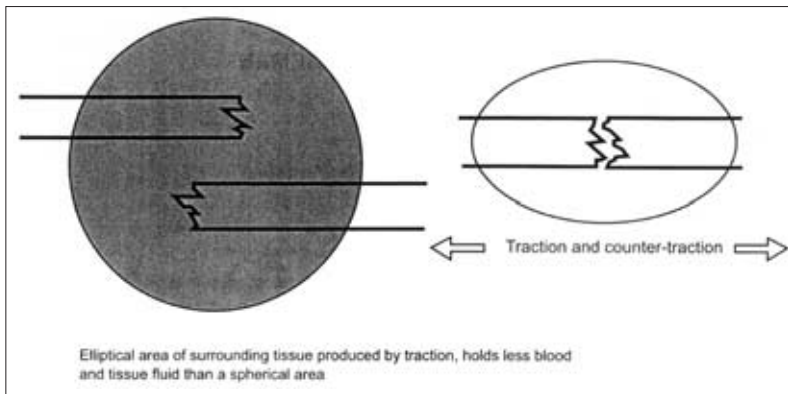 Traction and counter-traction
Elliptical area of surrounding tissue produced by traction, holds less blood
and tissue fluid than a spherical area